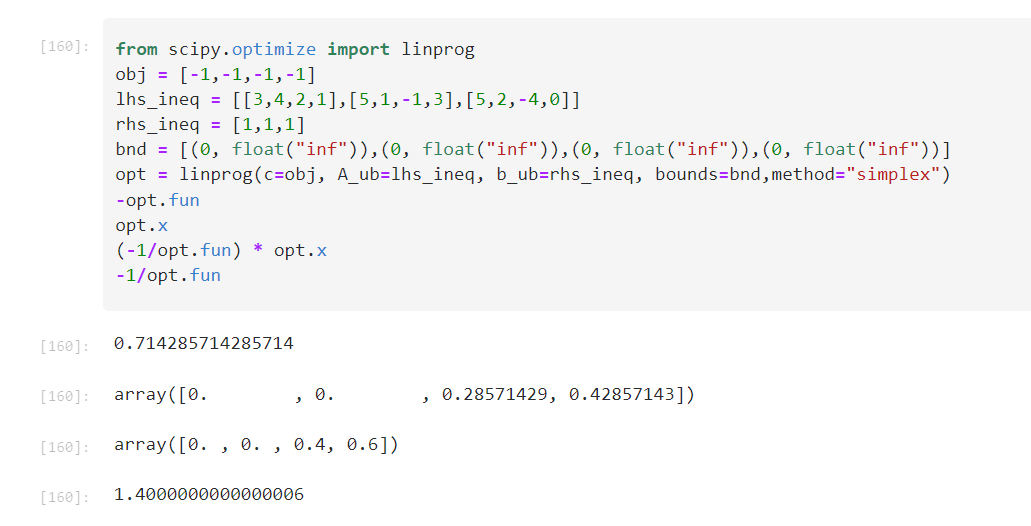 [160]:
from scipy.optimize import linprog
obj = [-1,-1,-1,-1]
lhs_ineq = [[3,4,2,1],[5,1,-1,3],[5,2,-4,0]]
rhs_ineq = [1,1,1]
bnd = [(0, float("inf")),(0, float("inf")),(0, float("inf")),(0, float("inf"))]
opt = linprog(c=obj, A_ub=lhs_ineq, b_ub=rhs_ineq, bounds=bnd,method="simplex")
-opt.fun
opt.x
(-1/opt.fun) * opt.x
-1/opt.fun
[160]: 0.714285714285714
[160]: array([0.        , 0.        , 0.28571429, 0.42857143])
[160]: array([0. , 0. , 0.4, 0.6])
[160]: 1.4000000000000006